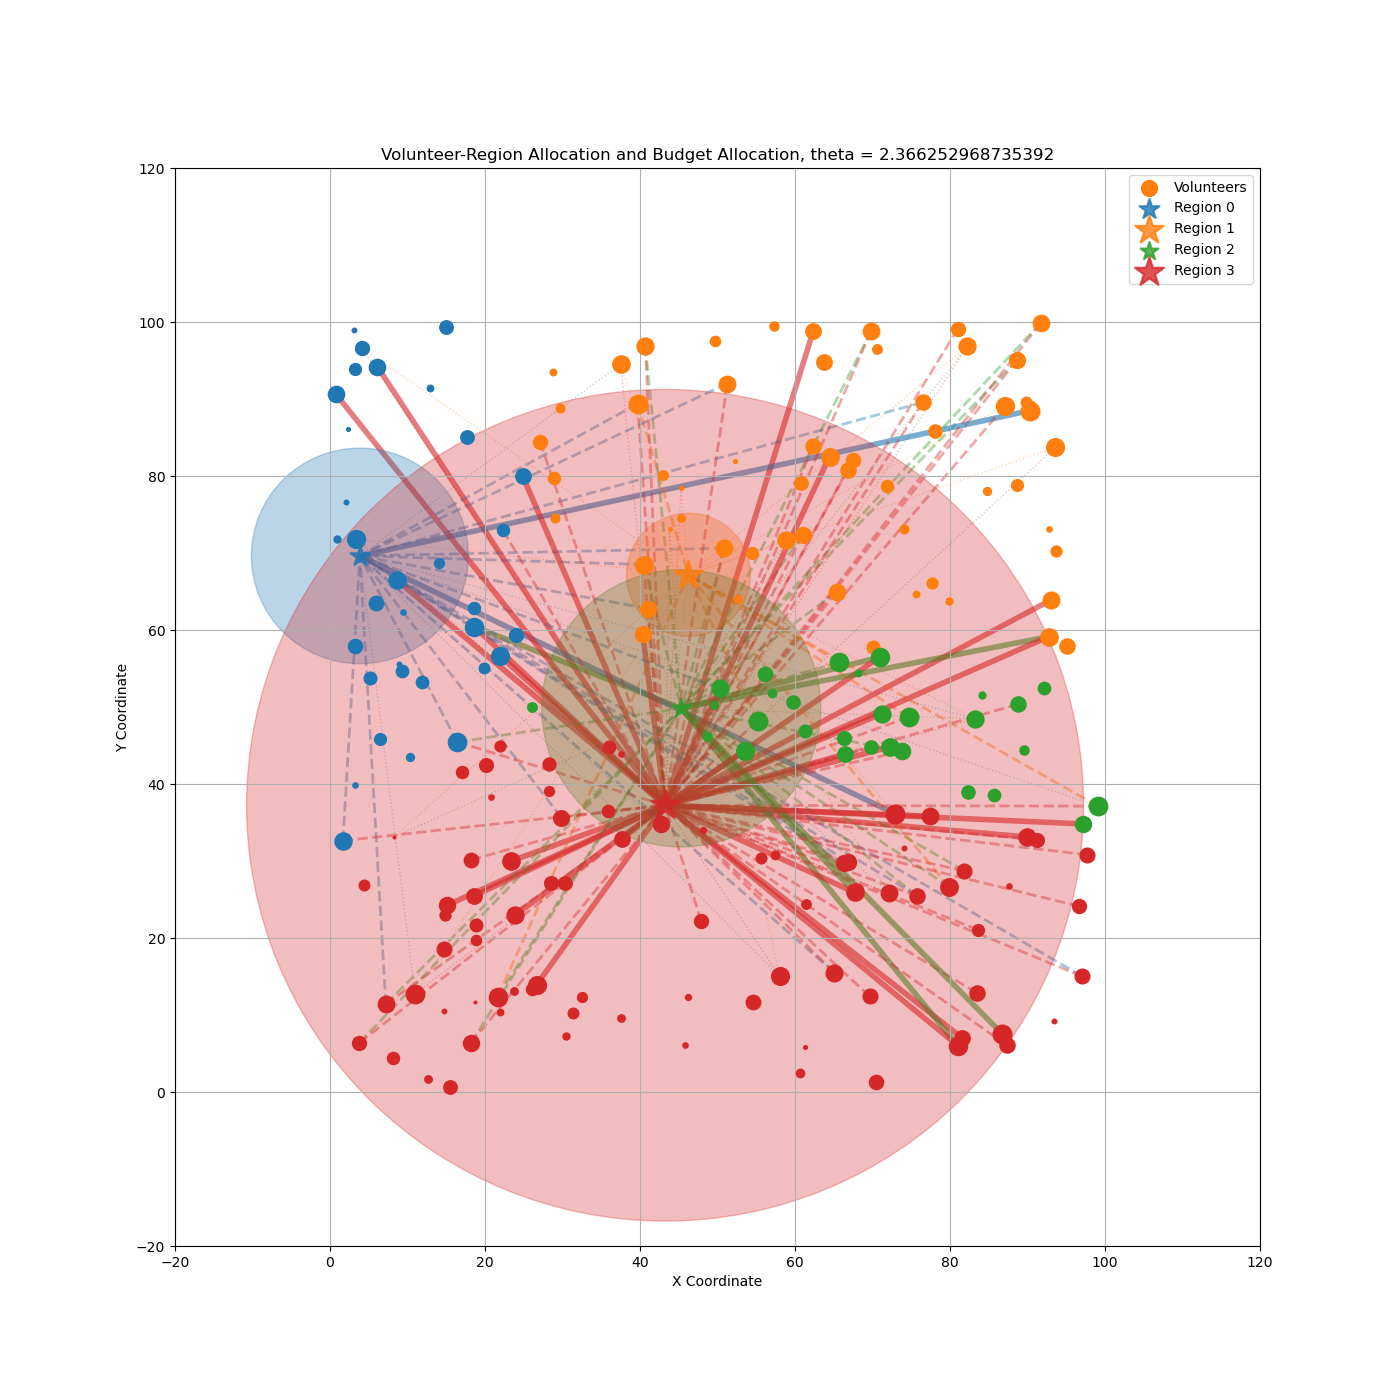 Volunteer-Region Allocation and Budget Allocation, theta = 2.366252968735392
120
100
80
60
40
20
0
−20
Y Coordinate
Volunteers
Region 0
Region 1
Region 2
Region 3
−20 0 20 40 60 80 100 120
X Coordinate